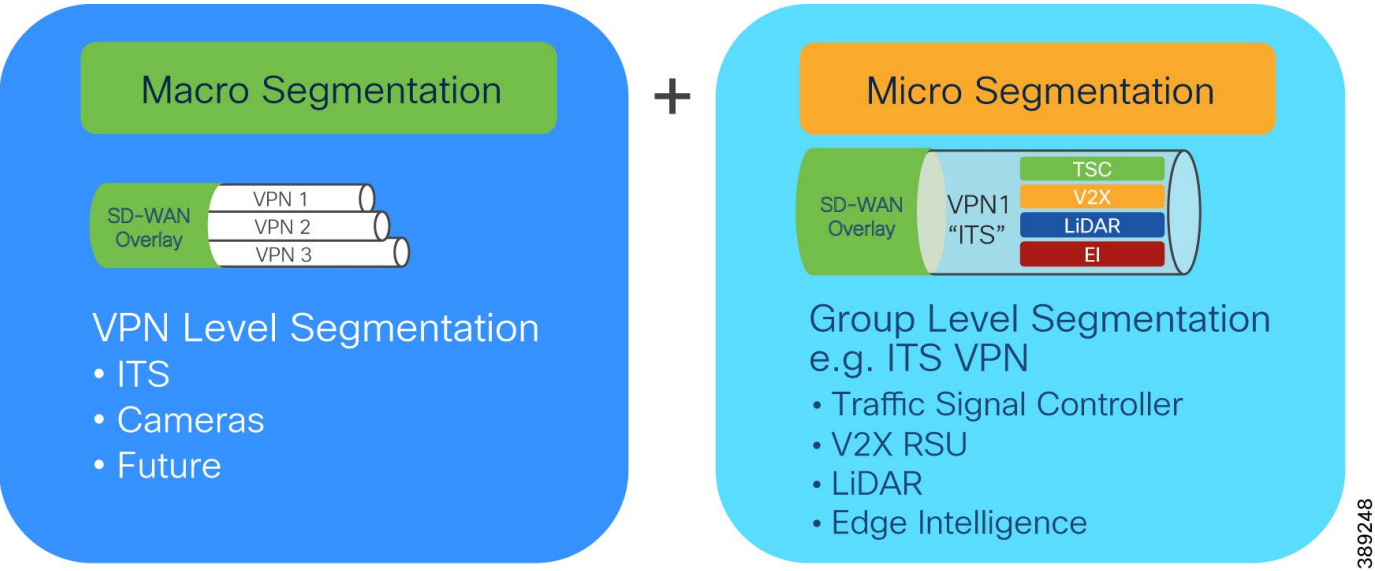 Macro Segmentation
SD-WAN
Overlay
VPN 1
VPN 2
VPN 3
VPN Level Segmentation
• ITS
• Cameras
• Future
+
Micro Segmentation
SD-WAN
Overlay
VPN1
“ITS”
TSC
V2X
LiDAR
EI
Group Level Segmentation
e.g. ITS VPN
• Traffic Signal Controller
• V2X RSU
• LiDAR
• Edge Intelligence
389248